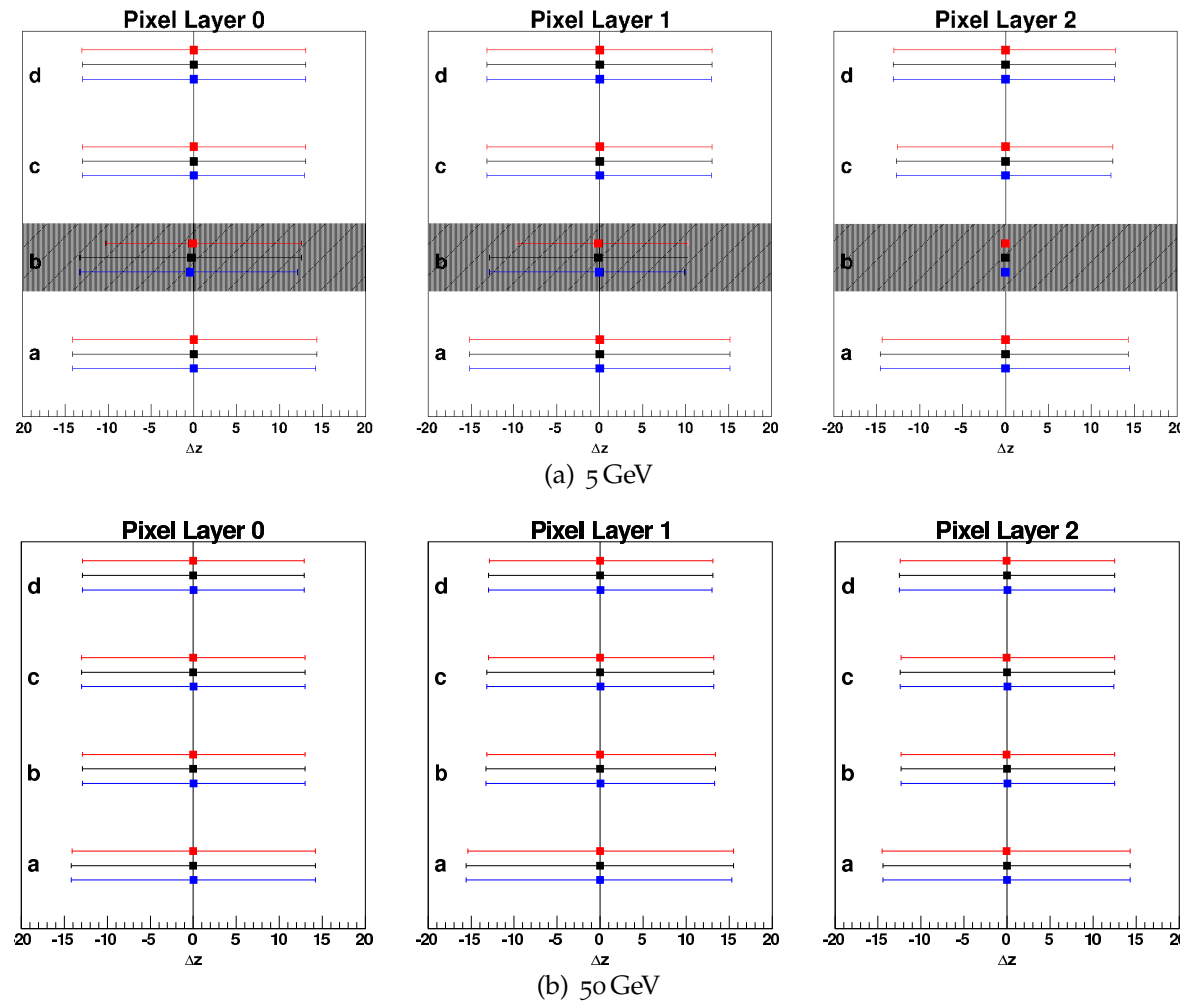 Pixel Layer 0 Pixel Layer 1 Pixel Layer 2
d d d
c c c
b b b
a a a
20 -15 -10 -5 0 5 10 15 20 -20 -15 -10 -5 0 5 10 15 20 -20 -15 -10 -5 0 5 10 15 20
Δz Δz Δz
(a) 5 GeV
Pixel Layer 0 Pixel Layer 1 Pixel Layer 2
d d d
c c c
b b b
a a a
-20 -15 -10 -5 0 5 10 15 20 -20 -15 -10 -5 0 5 10 15 20 -20 -15 -10 -5 0 5 10 15 20
Δz Δz Δz
(b) 50 GeV